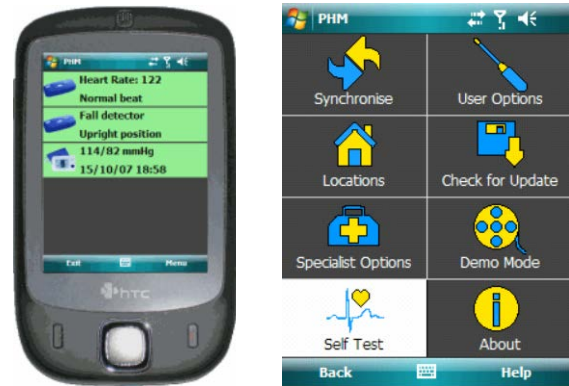 PHM
Heart Rate: 122
Normal beat
Fall detector
Upright position
114/82 mmHg
15/10/07 18:58
Exit Menu
hTC
PHM
Synchronise User Options
Locations Check for Update
Specialist Options Demo Mode
Self Test About
Back Help